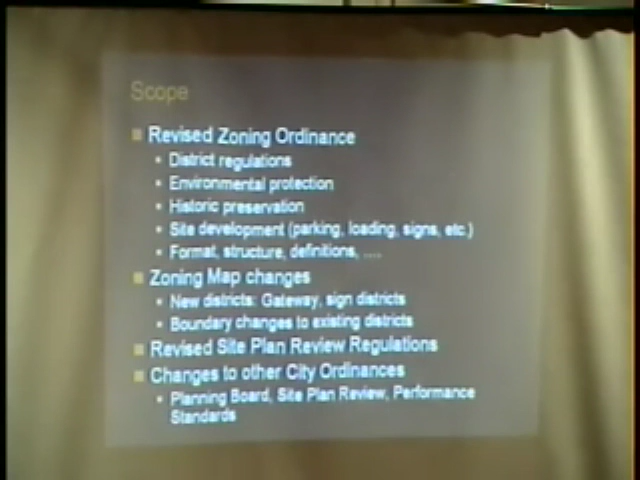 Scope
Revised Zoning Ordinance
District regulations
Environmental protection
Historic preservation
Site development (parking, loading, signs, etc.)
Format, structure, definitions, ....
Zoning Map changes
New districts: Gateway, sign districts
Boundary changes to existing districts
Revised Site Plan Review Regulations
Changes to other City Ordinances
Planning Board, Site Plan Review, Performance
Standards